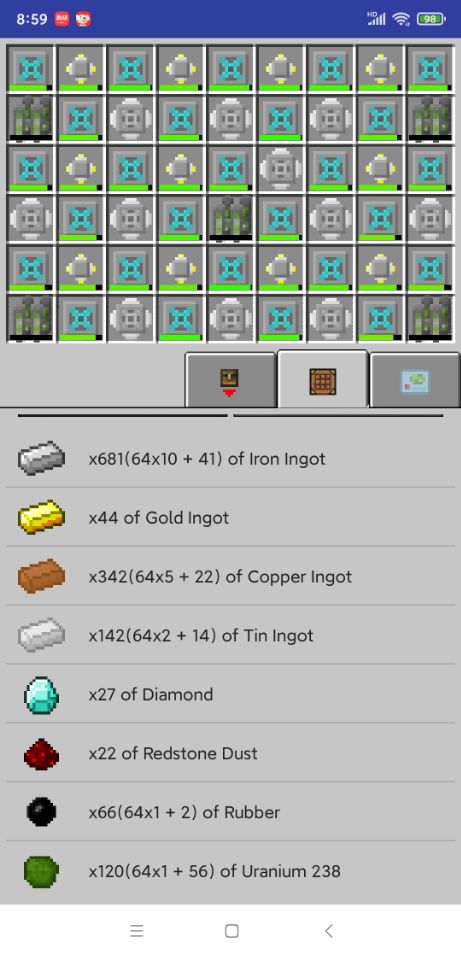 8:59
HD
98
x681(64x10 + 41) of Iron Ingot
x44 of Gold Ingot
x342(64x5 + 22) of Copper Ingot
x142(64x2 + 14) of Tin Ingot
x27 of Diamond
x22 of Redstone Dust
x66(64x1 + 2) of Rubber
x120(64x1 + 56) of Uranium 238